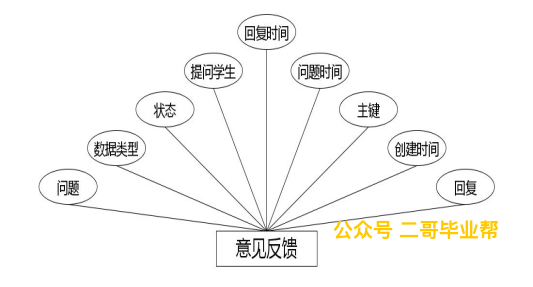 回复时间
提问学生
问题时间
状态
主键
数据类型
创建时间
问题
回复
公众号 二哥毕业帮
意见反馈